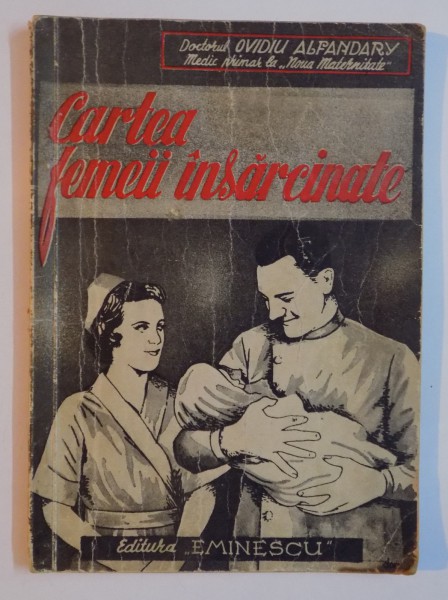 Doctorul OVIDIU ALFANDARY
Medic primar la „Noua Maternitate"
Cartea
femeii însărcinate
Editura „EMINESCU"